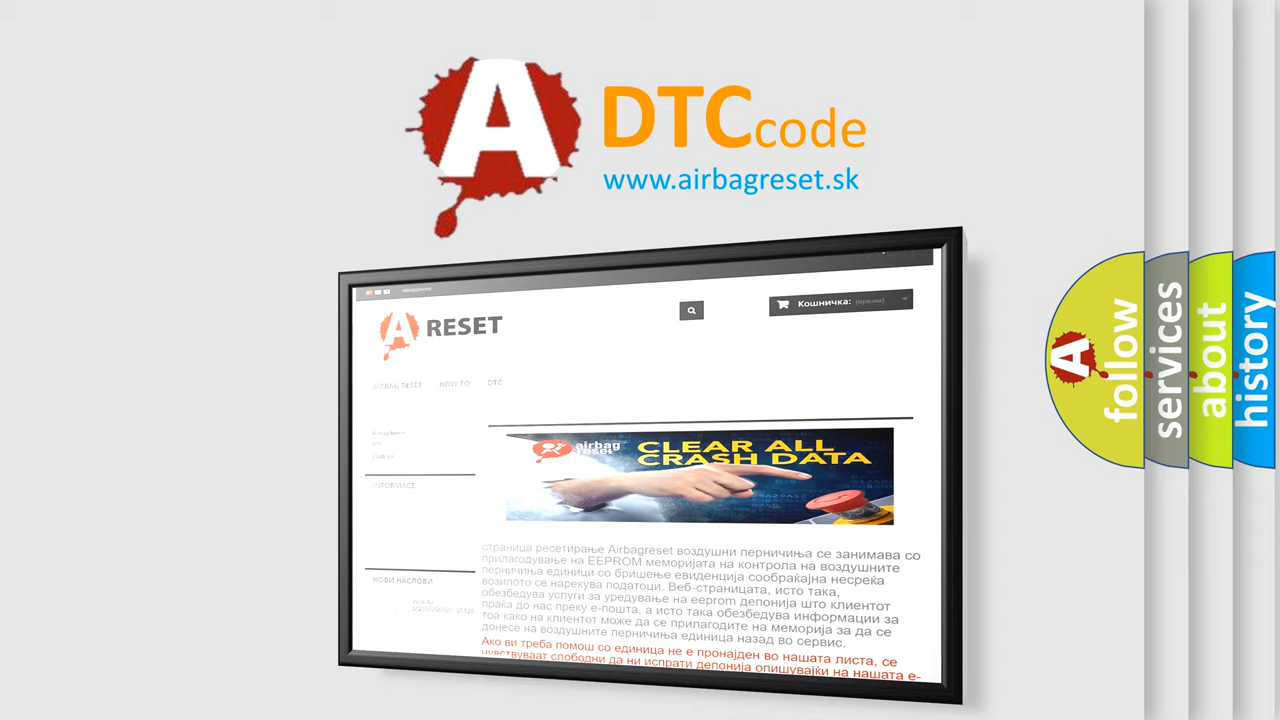 A DTC code
www.airbagreset.sk
A RESET
Кошничка: (празни)
AIRBAG RESET HOW TO DTC
INFORMACE
НОВИ НАСЛОВИ
airbag reset
CLEAR ALL
CRASH DATA
страница ресетирање Airbagreset воздушни перничиња се занимава со
прилагодување на EEPROM меморијата на контрола на воздушните
перничиња единици со бришење евиденција сообраќајна несреќа
возилото се нарекува податоци. Веб-страницата, исто така,
обезбедува услуги за уредување на eeprom депонија што клиентот
праќа до нас преку е-пошта, а исто така обезбедува информации за
тоа како на клиентот може да се прилагодите на меморија за да се
донесе на воздушните перничиња единица назад во сервис.
Ако ви треба помош со единица не е пронајден во нашата листа, се
чувствуваат слободни да ни испрати депонија опишувајќи на нашата е-
A follow
services
about
history